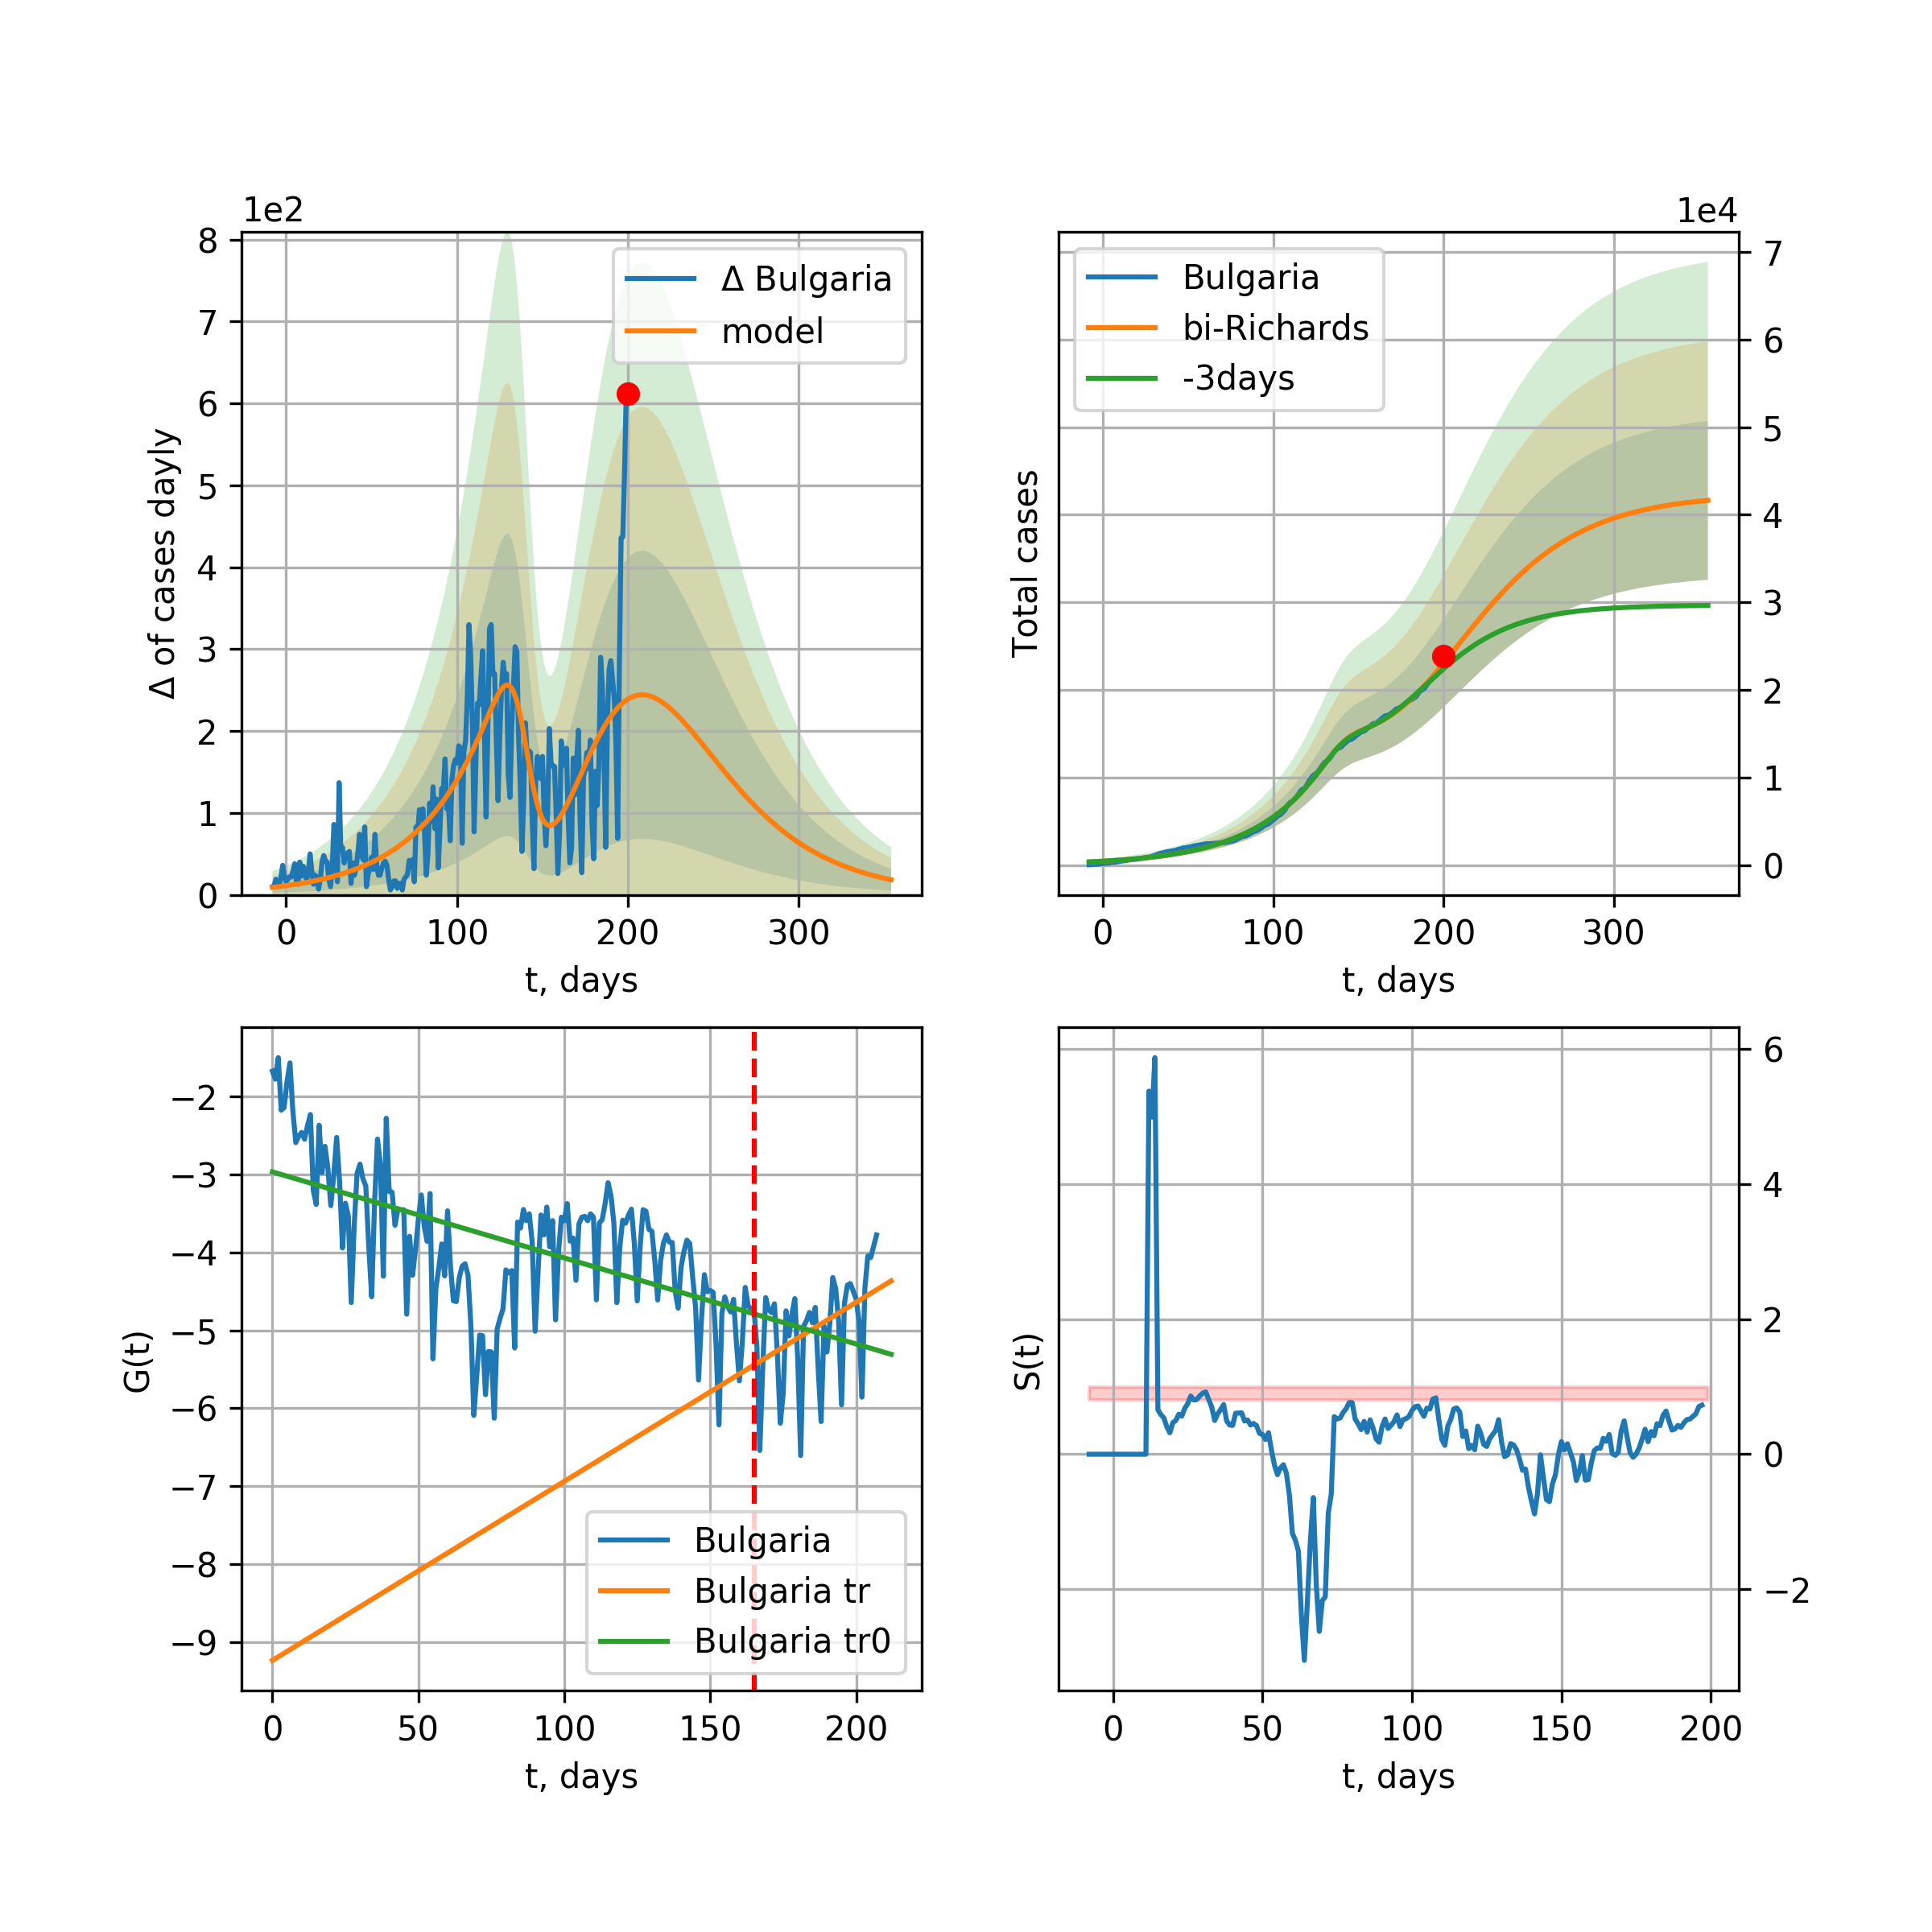 1e2
8
7
6
5
4
3
2
1
0
Δ of cases dayly
Δ Bulgaria
model
0 100 200 300
t, days
1e4
7
6
5
4
3
2
1
0
Total cases
Bulgaria
bi-Richards
-3days
0 100 200 300
t, days
−2
−3
−4
−5
−6
−7
−8
−9
G(t)
Bulgaria
Bulgaria tr
Bulgaria tr0
0 50 100 150 200
t, days
6
4
2
0
−2
S(t)
0 50 100 150 200
t, days